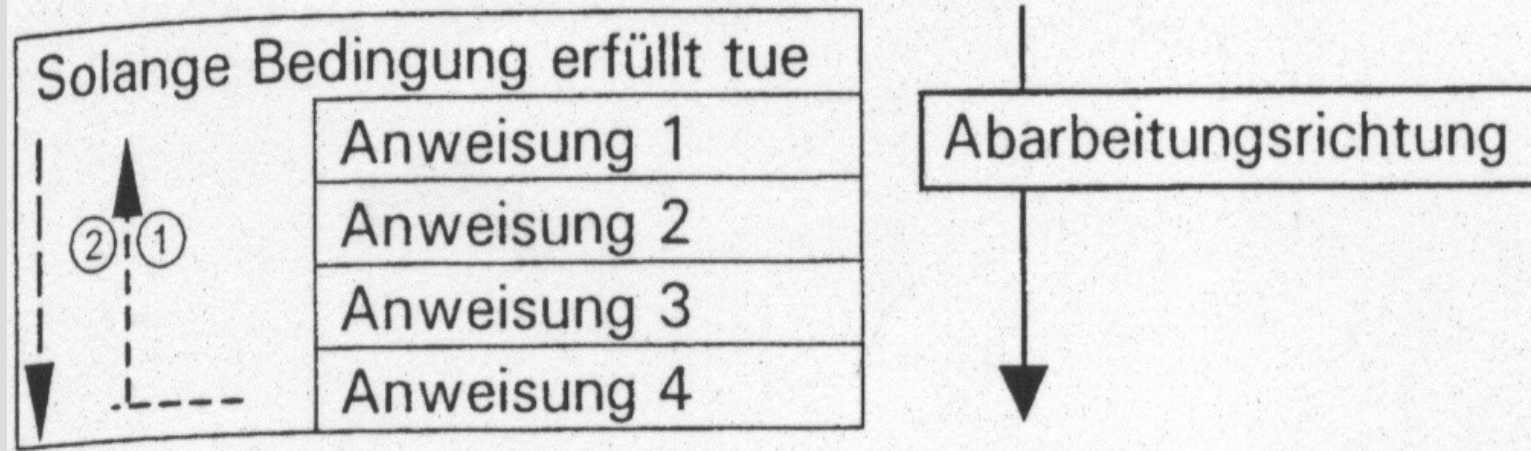 Solange Bedingung erfüllt tue
Anweisung 1
Anweisung 2
Anweisung 3
Anweisung 4
2 1
Abarbeitungsrichtung